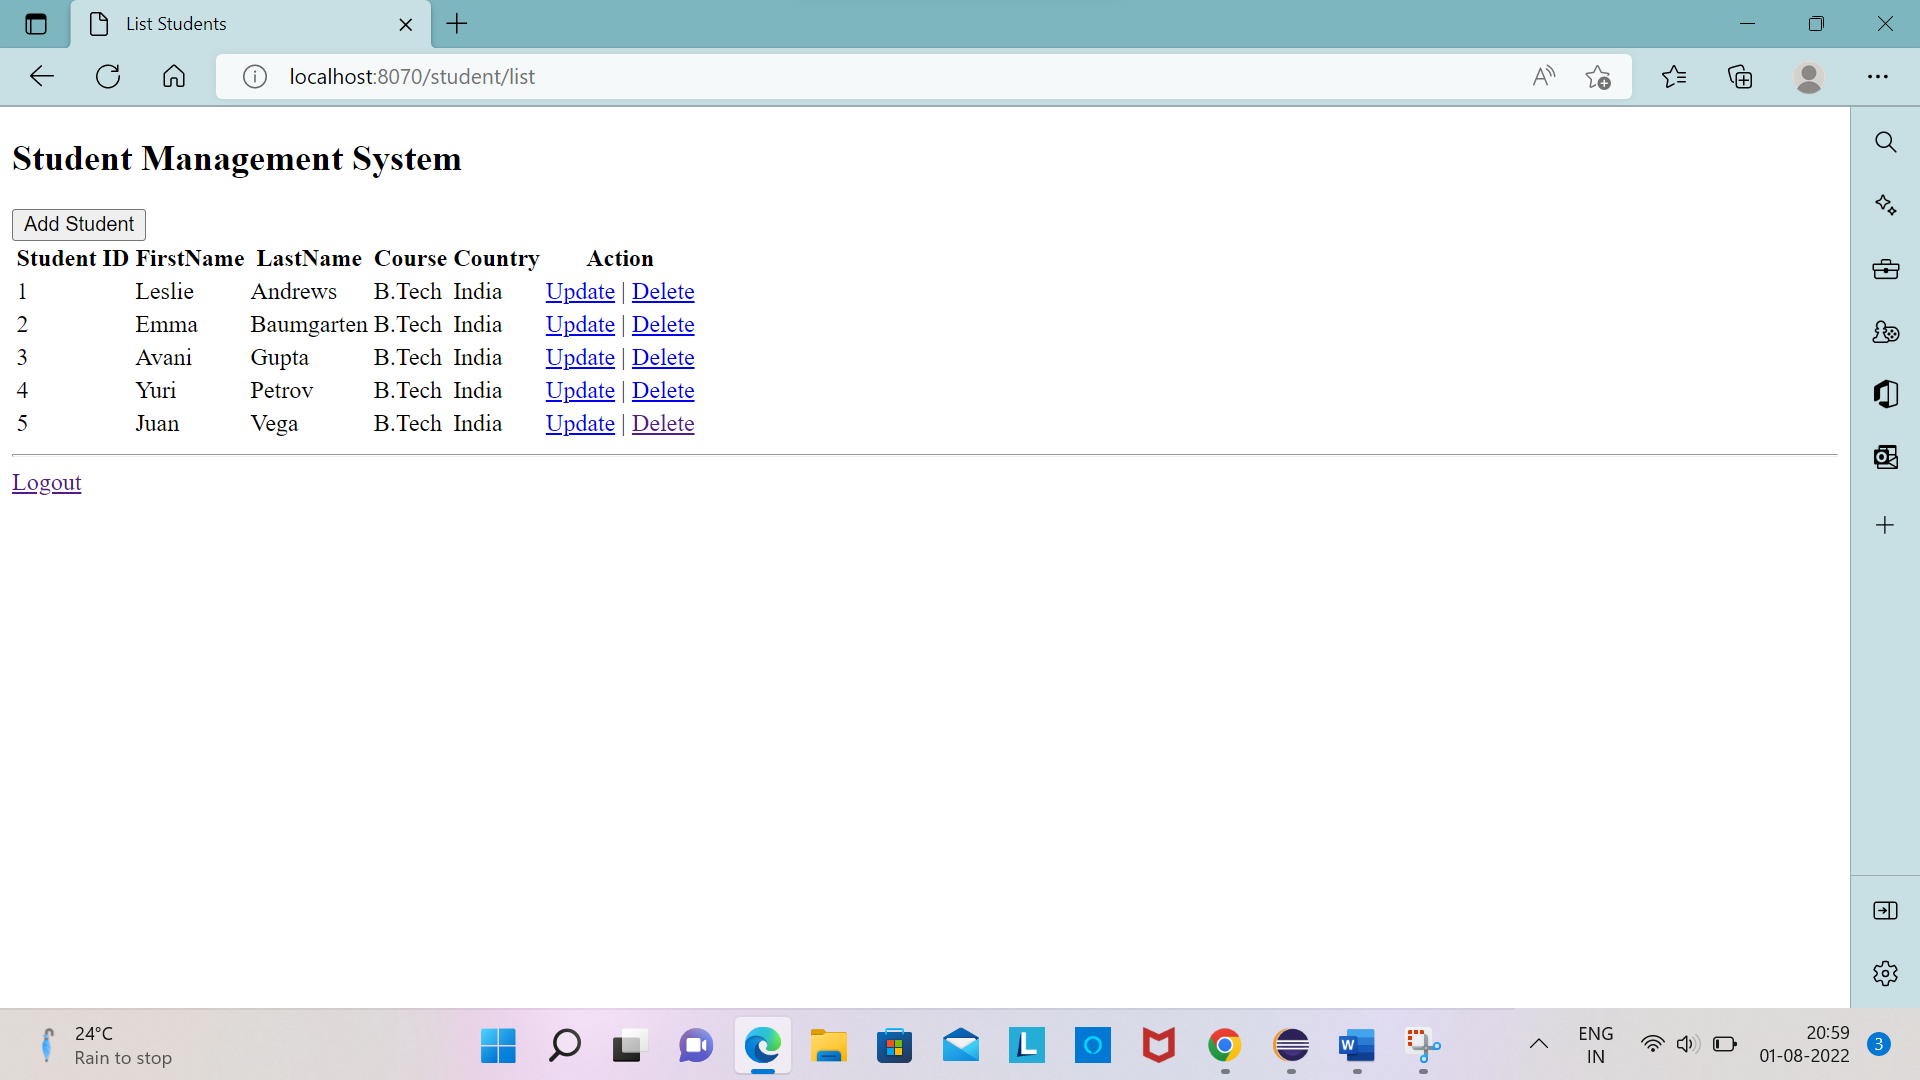 List Students
localhost:8070/student/list
Student Management System
Add Student
Student ID FirstName LastName Course Country Action
1 Leslie Andrews B.Tech India Update | Delete
2 Emma Baumgarten B.Tech India Update | Delete
3 Avani Gupta B.Tech India Update | Delete
4 Yuri Petrov B.Tech India Update | Delete
5 Juan Vega B.Tech India Update | Delete
Logout
24°C
Rain to stop
L
W
ENG
IN
20:59
01-08-2022
3